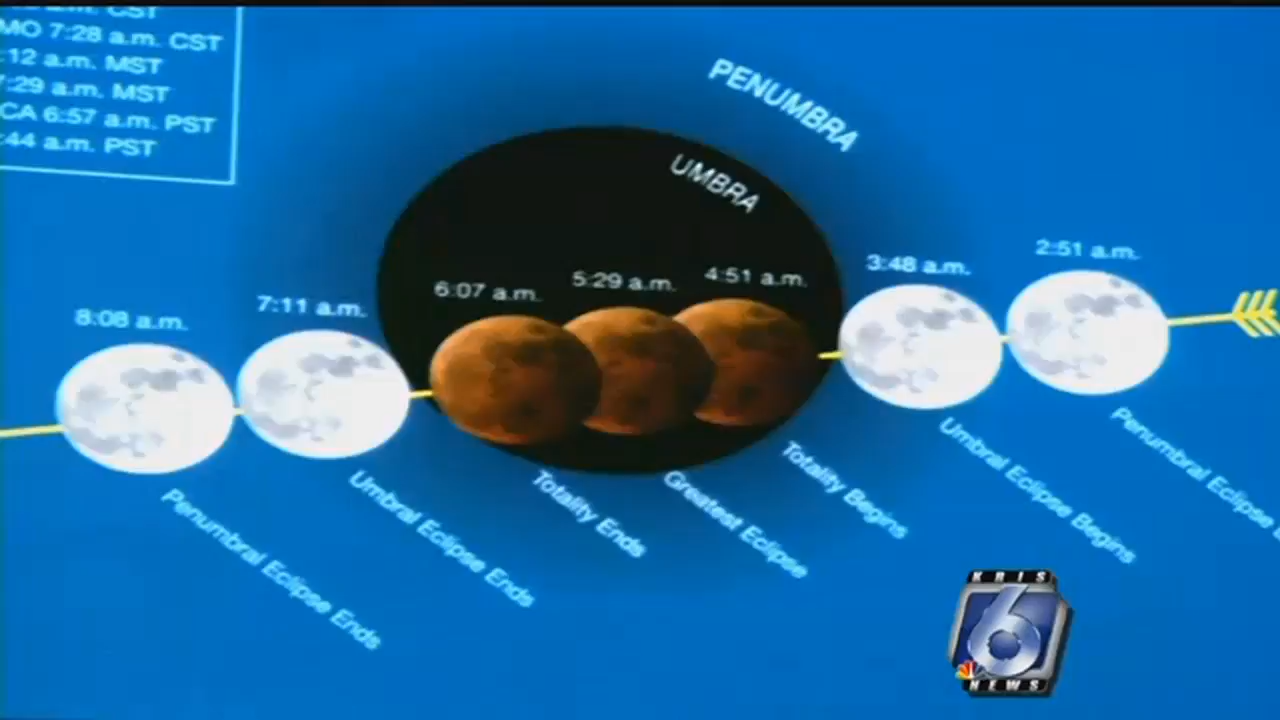 CST
MO 7:28 a.m. CST
:12 a.m. MST
7:29 a.m. MST
CA 6:57 a.m. PST
:44 a.m. PST
PENUMBRA
UMBRA
8:08 a.m.
7:11 a.m.
6:07 a.m.
5:29 a.m.
4:51 a.m.
3:48 a.m.
2:51 a.m.
Penumbral Eclipse Ends
Umbral Eclipse Ends
Totality Ends
Greatest Eclipse
Totality Begins
Umbral Eclipse Begins
Penumbral Eclipse
KRIS
6
NEWS